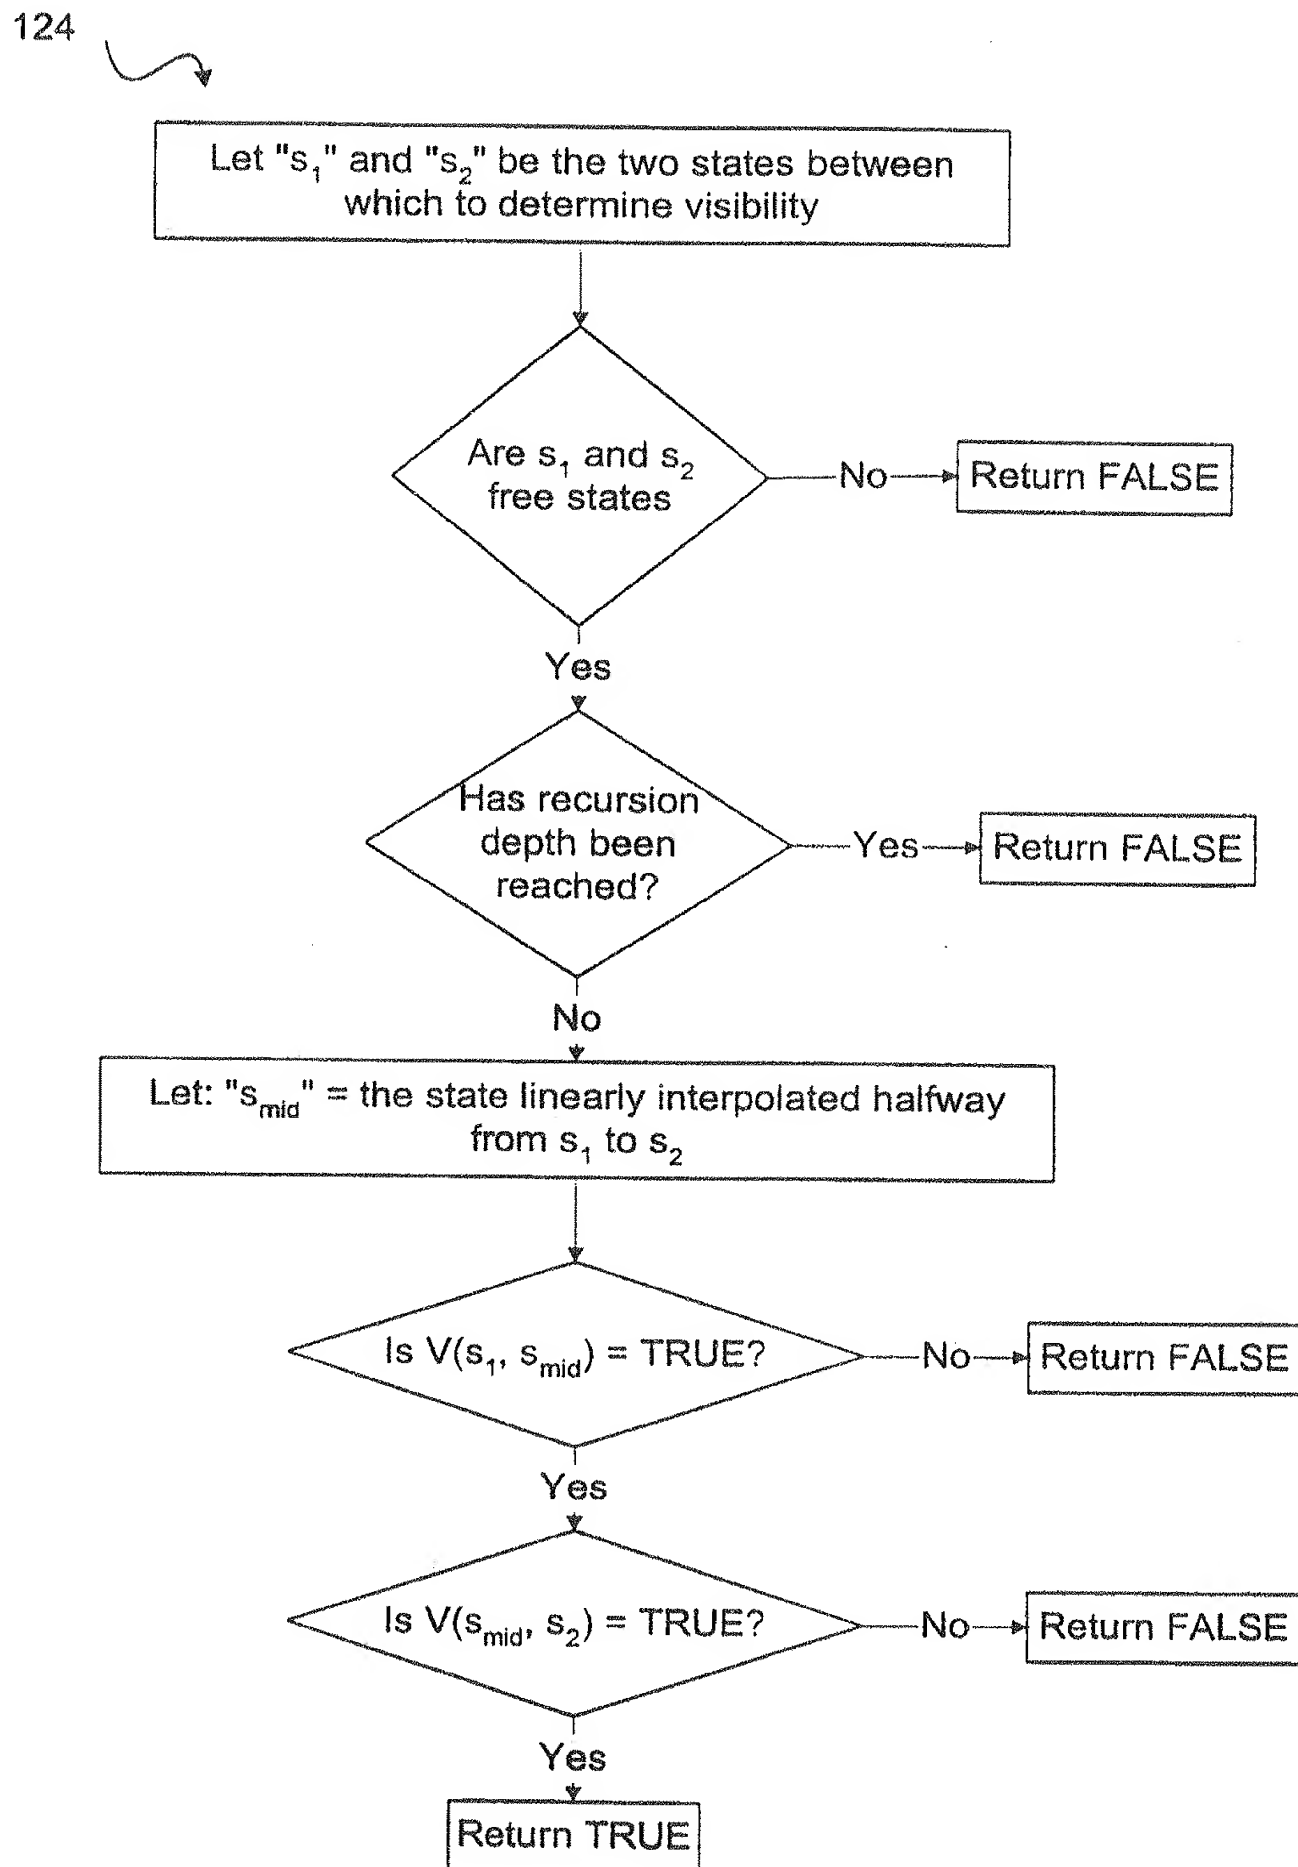 124
Let "s₁" and "s₂" be the two states between
which to determine visibility
Are s₁ and s₂
free states
No
Return FALSE
Yes
Has recursion
depth been
reached?
Yes
Return FALSE
No
Let: "s_mid" = the state linearly interpolated halfway
from s₁ to s₂
Is V(s₁, s_mid) = TRUE?
No
Return FALSE
Yes
Is V(s_mid, s₂) = TRUE?
No
Return FALSE
Yes
Return TRUE